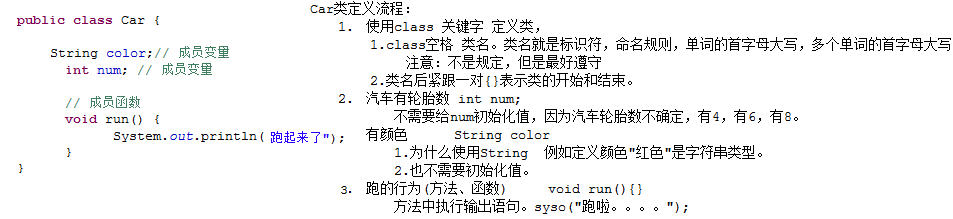 public class Car {
String color;// 成员变量
int num; // 成员变量
// 成员函数
void run() {
System.out.println(跑起来了");
}
}
Car类定义流程:
1. 使用class 关键字 定义类，
1.class空格 类名。类名就是标识符，命名规则，单词的首字母大写，多个单词的首字母大写
注意：不是规定，但是最好遵守
2.类名后紧跟一对{}表示类的开始和结束。
2. 汽车有轮胎数 int num;
不需要给num初始化值，因为汽车轮胎数不确定，有4，有6，有8。
有颜色 String color
1.为什么使用String 例如定义颜色"红色"是字符串类型。
2.也不需要初始化值。
3. 跑的行为(方法、函数) void run(){}
方法中执行输出语句。syso("跑啦。。。。");